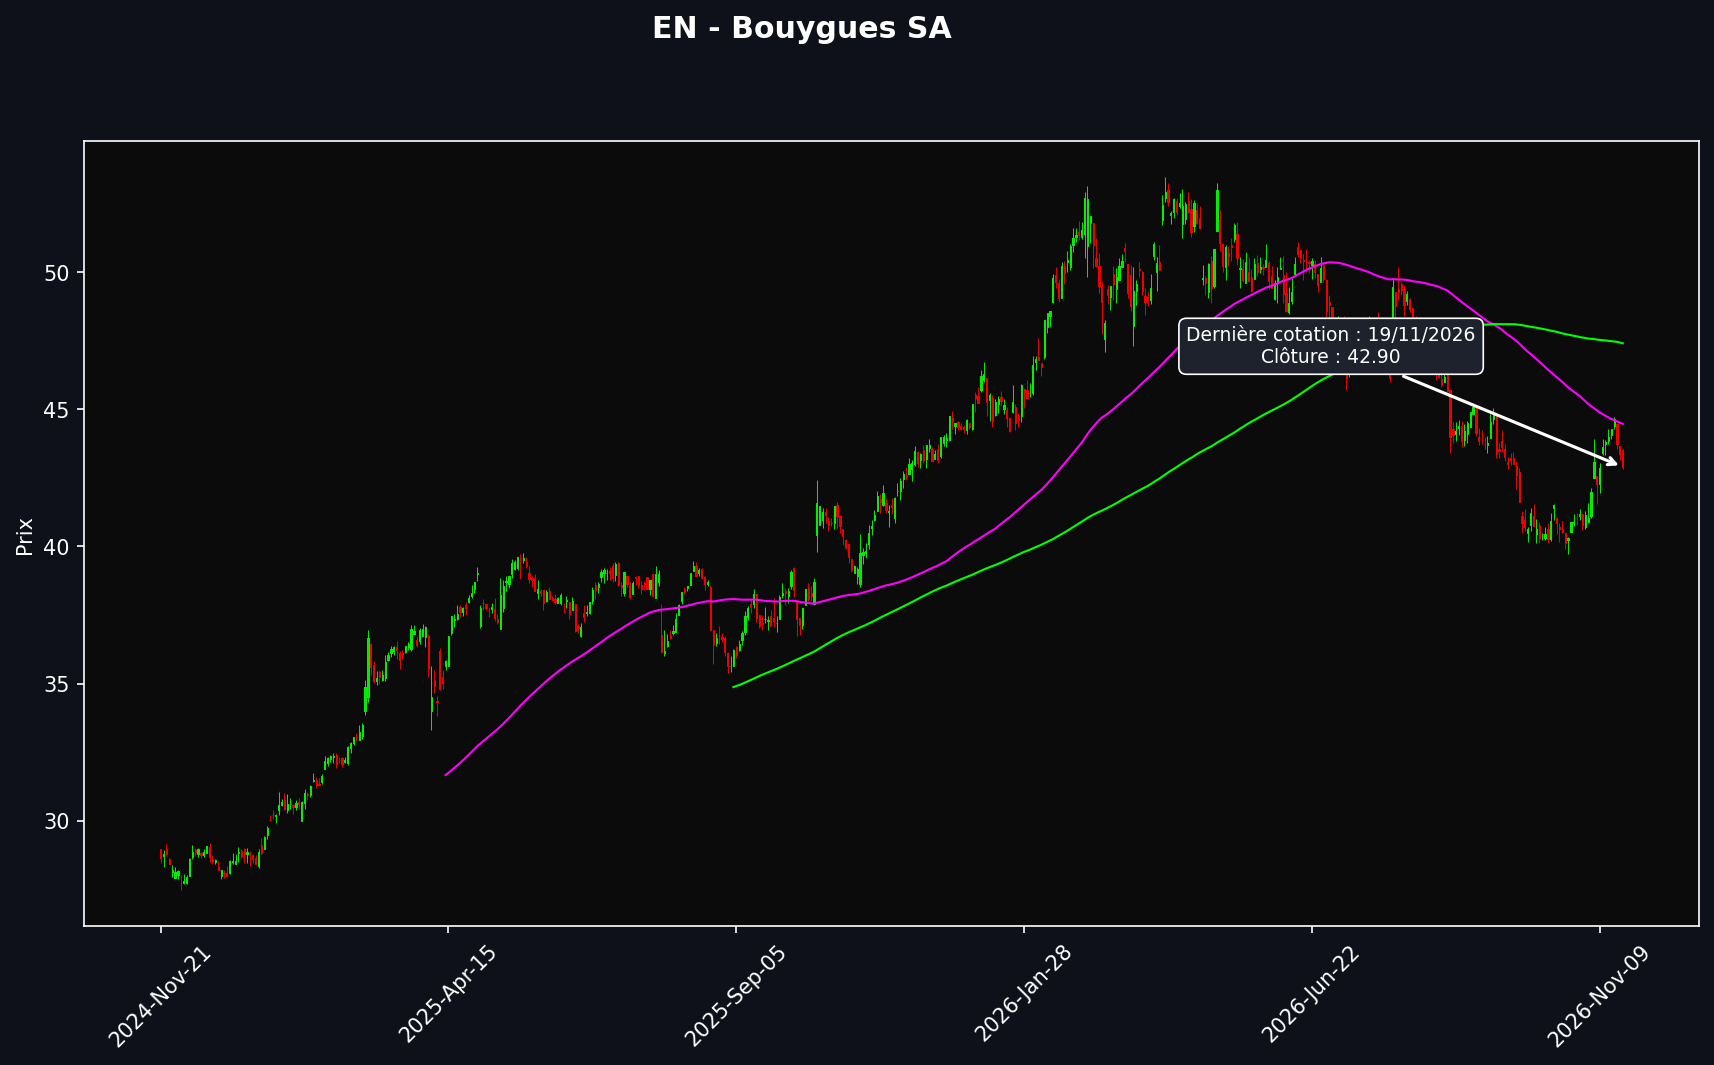 EN - Bouygues SA
Prix
50
45
40
35
30
Dernière cotation : 19/11/2026
Clôture : 42.90
2024-Nov-21
2025-Apr-15
2025-Sep-05
2026-Jan-28
2026-Jun-22
2026-Nov-09